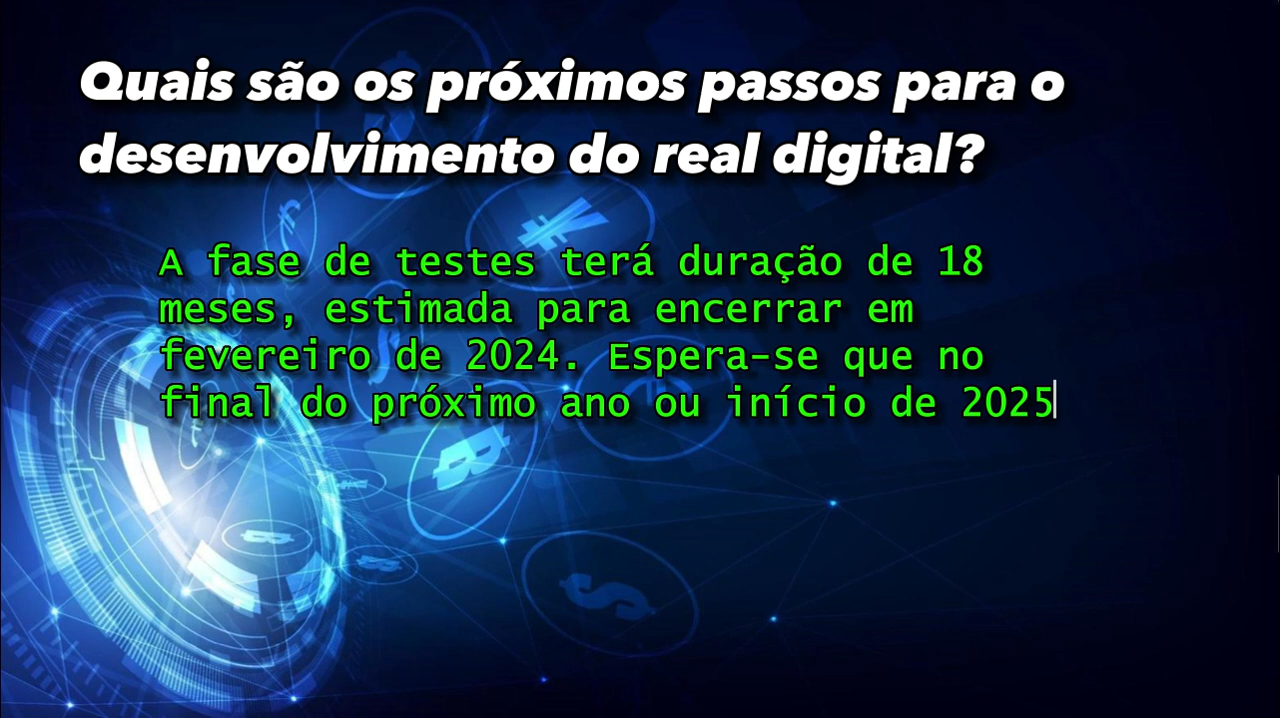 Quais são os próximos passos para o
desenvolvimento do real digital?
A fase de testes terá duração de 18
meses, estimada para encerrar em
fevereiro de 2024. Espera-se que no
final do próximo ano ou início de 2025